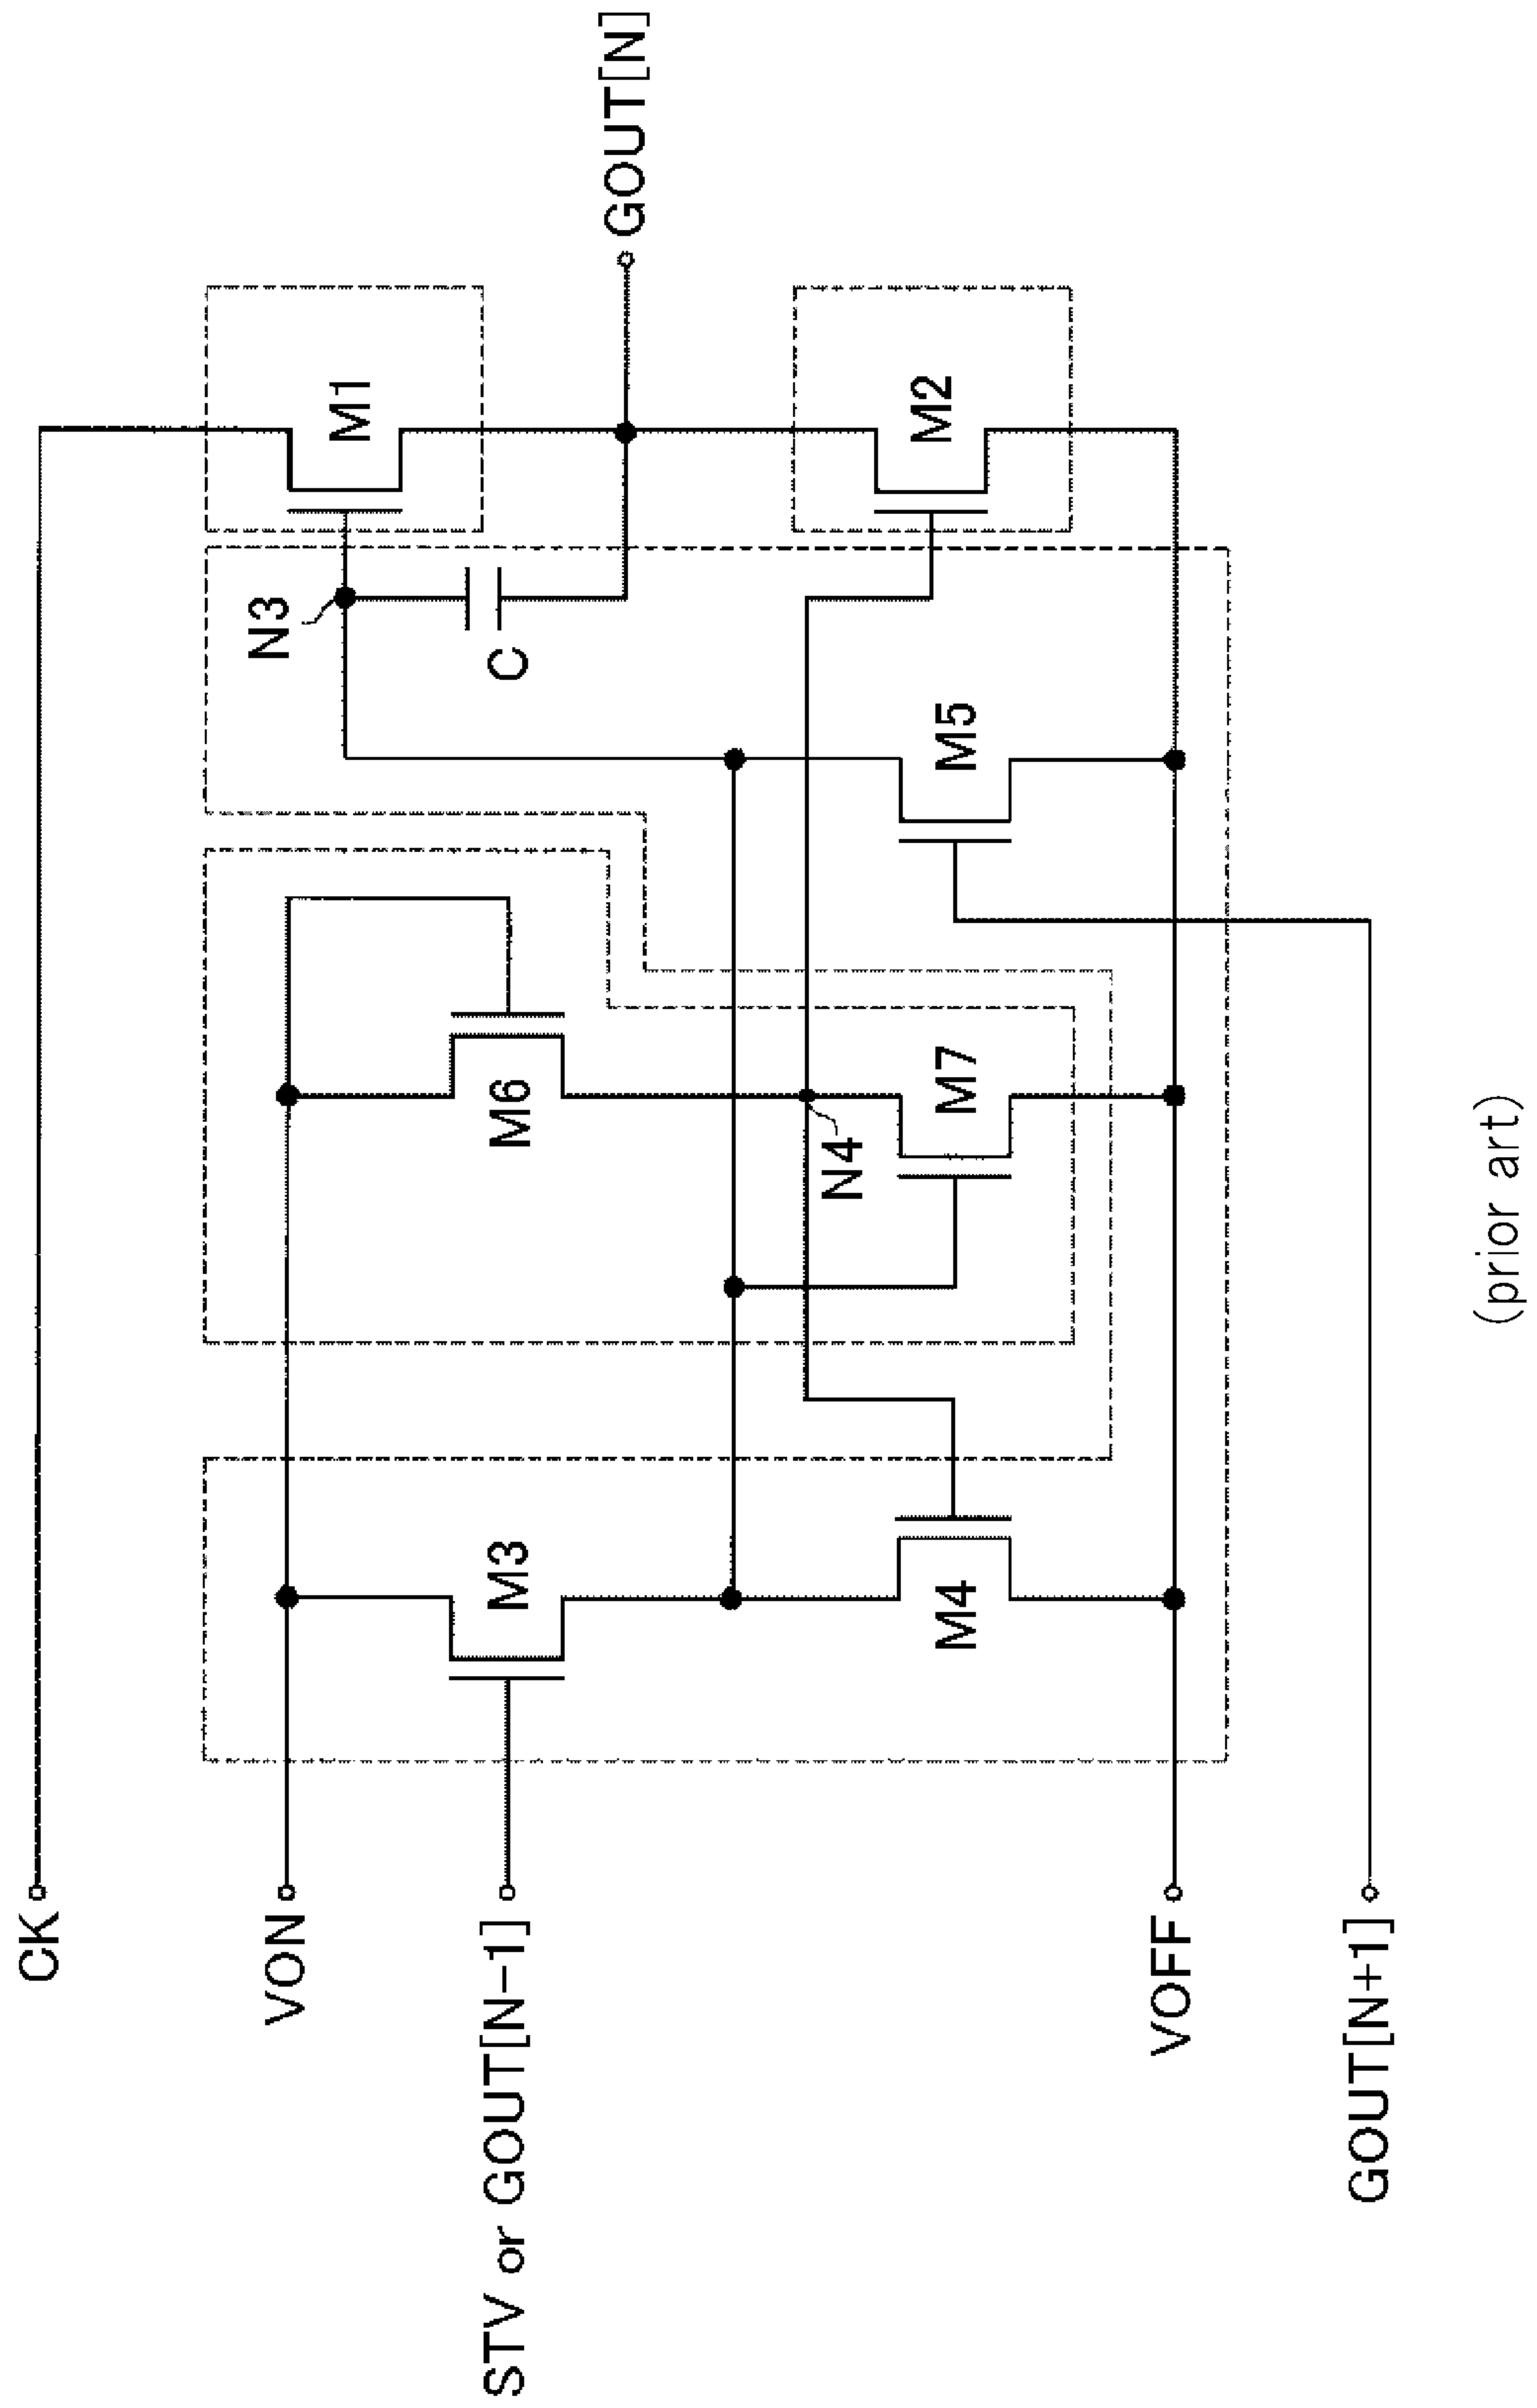 CK
VON
STV or GOUT[N-1]
VOFF
GOUT[N+1]
M3
M4
M6
N4
M7
M5
N3
C
M1
M2
GOUT[N]
(prior art)